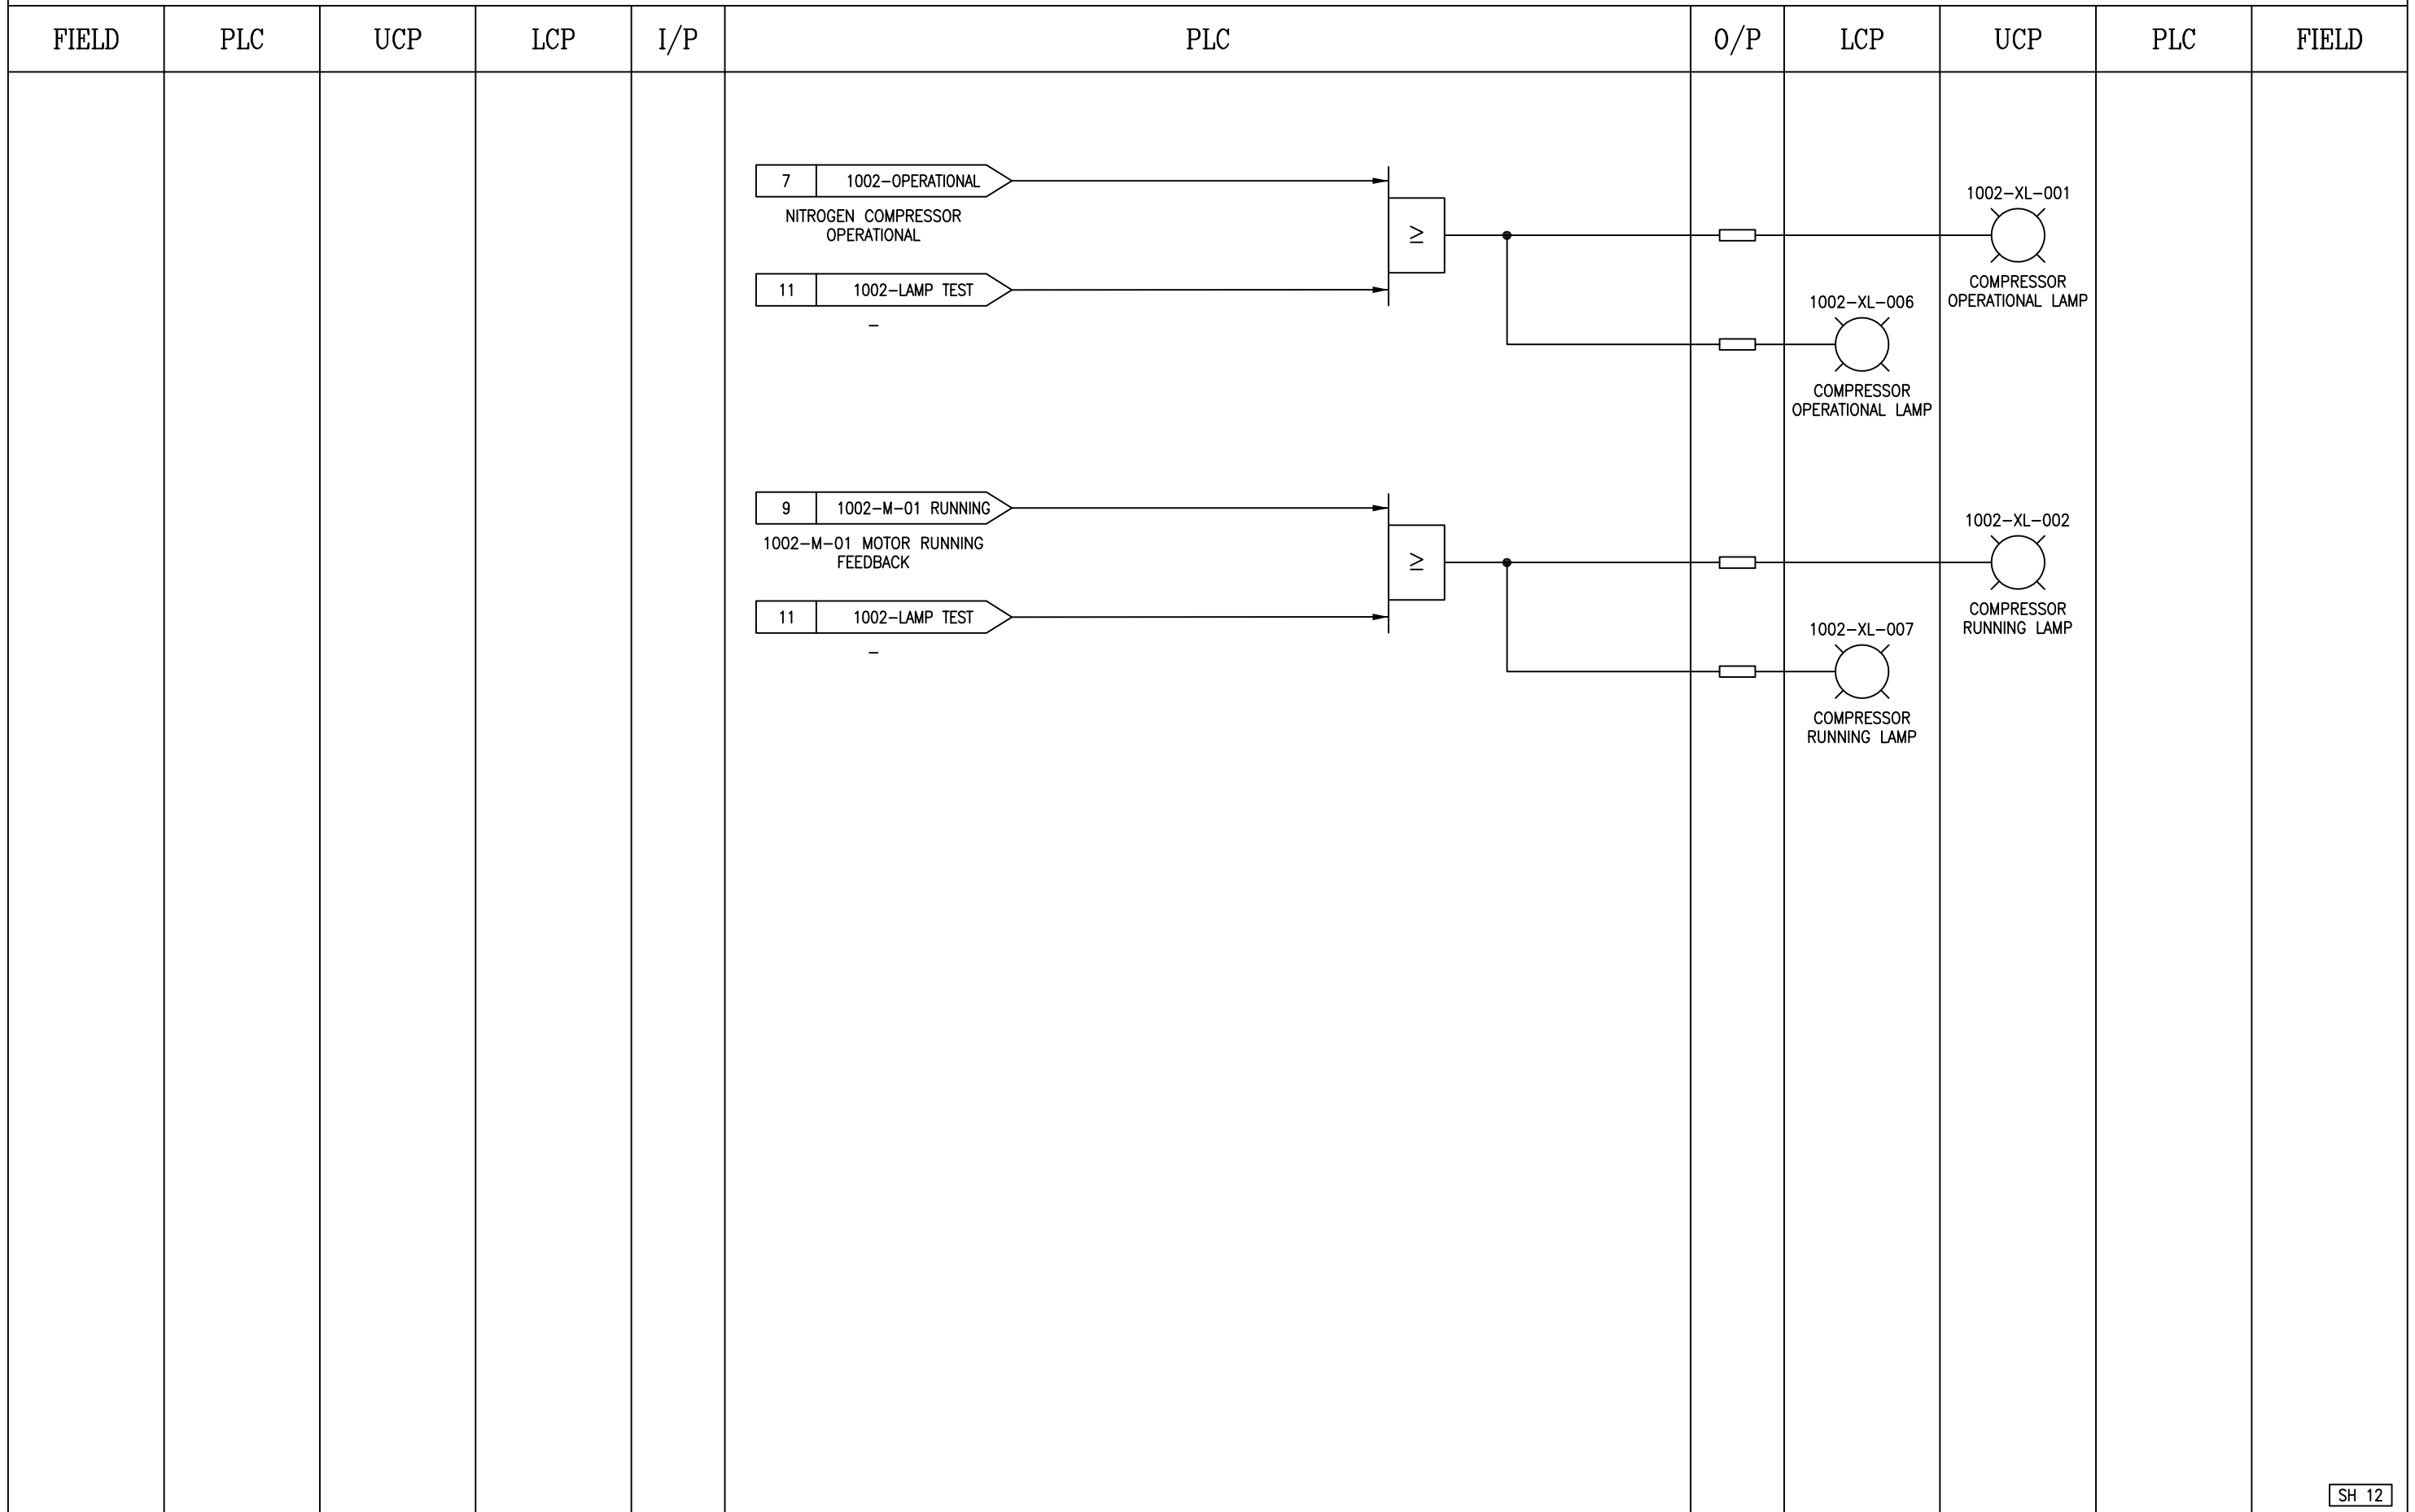 FIELD PLC UCP LCP I/P PLC O/P LCP UCP PLC FIELD
7 1002-OPERATIONAL
NITROGEN COMPRESSOR
OPERATIONAL
11 1002-LAMP TEST
-
≥
1002-XL-001
COMPRESSOR
OPERATIONAL LAMP
1002-XL-006
COMPRESSOR
OPERATIONAL LAMP
9 1002-M-01 RUNNING
1002-M-01 MOTOR RUNNING
FEEDBACK
11 1002-LAMP TEST
-
≥
1002-XL-002
COMPRESSOR
RUNNING LAMP
1002-XL-007
COMPRESSOR
RUNNING LAMP
SH 12